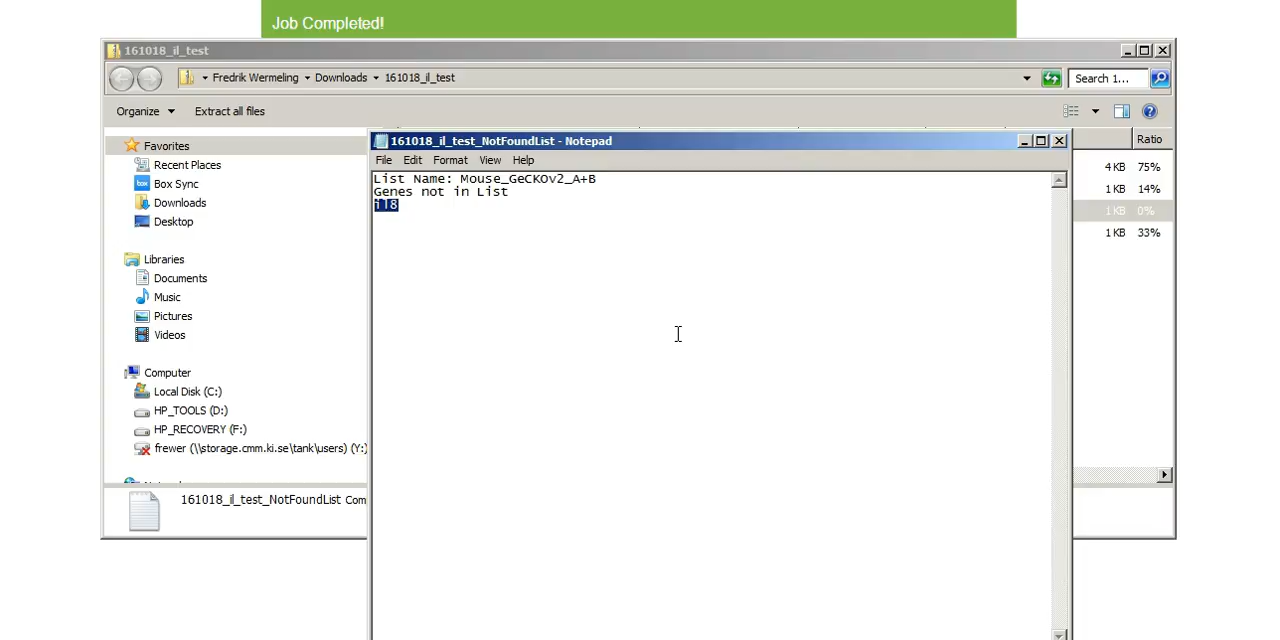 Job Completed!
161018_il_test
Fredrik Wermeling Downloads 161018_il_test
Search 1...
Organize Extract all files
161018_il_test_NotFoundList - Notepad
File Edit Format View Help
List Name: Mouse_GeCKOv2_A+B
Genes not in List
il8
Favorites
Recent Places
Box Sync
Downloads
Desktop
Libraries
Documents
Music
Pictures
Videos
Computer
Local Disk (C:)
HP_TOOLS (D:)
HP_RECOVERY (F:)
frewer (\\storage.cmm.ki.se\tank\users) (Y:)
161018_il_test_NotFoundList Com
Ratio
4 KB 75%
1 KB 14%
1 KB 0%
1 KB 33%